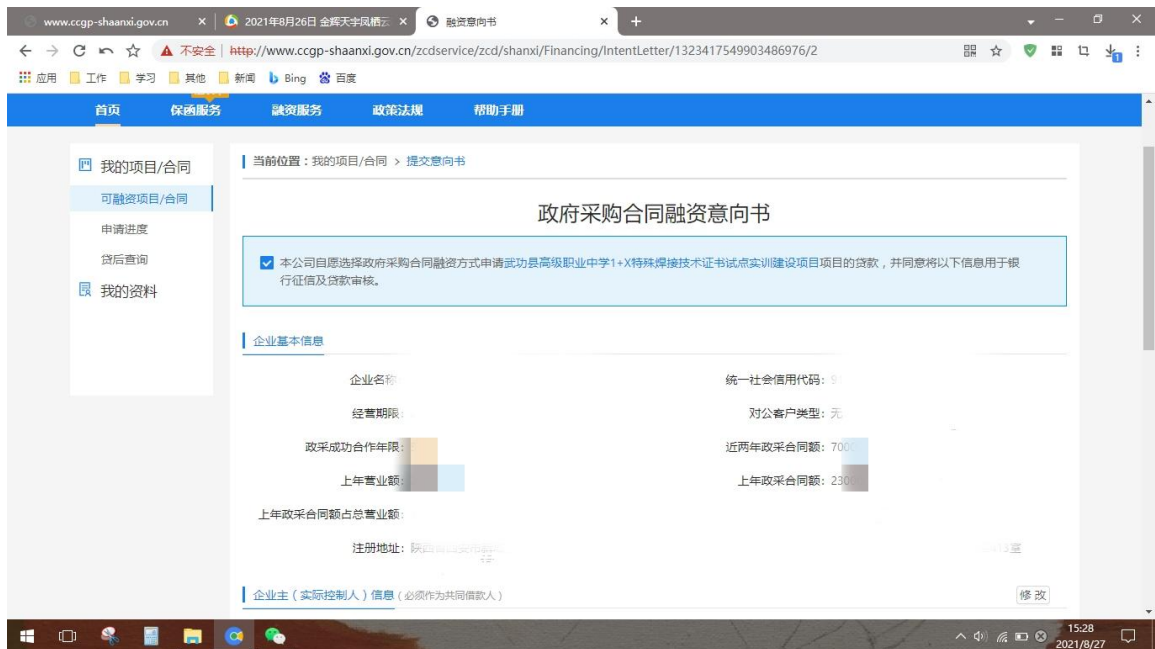 www.ccgp-shaanxi.gov.cn
2021年8月26日 金辉天宇凤栖云
融资意向书
不安全 http://www.ccgp-shaanxi.gov.cn/zcdservice/zcd/shanxi/Financing/IntentLetter/1323417549903486976/2
应用 工作 学习 其他 新闻 Bing 百度
首页 保函服务 融资服务 政策法规 帮助手册
我的项目/合同
可融资项目/合同
申请进度
贷后查询
我的资料
当前位置：我的项目/合同 > 提交意向书
政府采购合同融资意向书
本公司自愿选择政府采购合同融资方式申请武功县高级职业中学1+X特殊焊接技术证书试点实训建设项目项目的贷款，并同意将以下信息用于银
行征信及贷款审核。
企业基本信息
企业名称 统一社会信用代码：9
经营期限： 对公客户类型：无
政采成功合作年限： 近两年政采合同额：700
上年营业额： 上年政采合同额：230
上年政采合同额占总营业额：
注册地址：陕 室
企业主（实际控制人）信息（必须作为共同借款人） 修改
15:28
2021/8/27